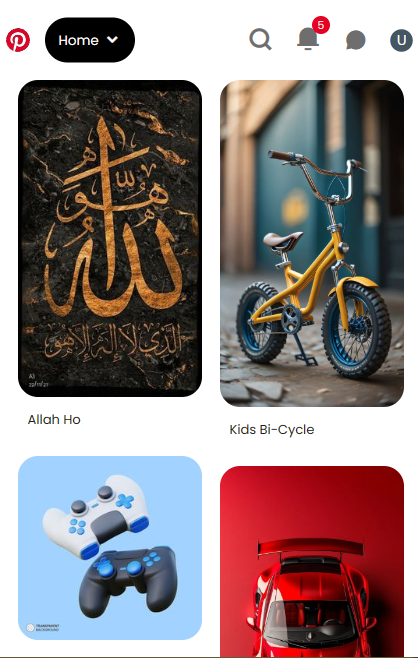 Home
5
U
هو الله
الذي لا إله إلا هو
Allah Ho
Kids Bi-Cycle
TRANSPARENT
BACKGROUND